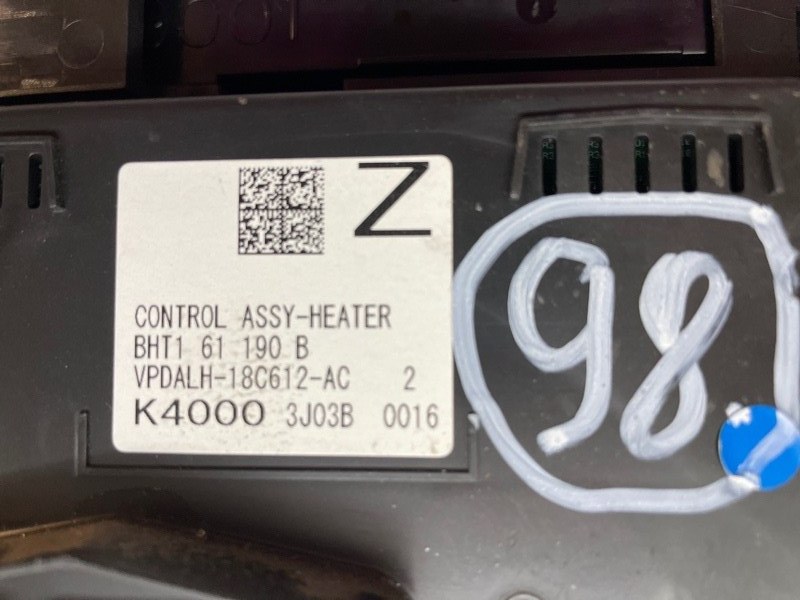 Z
CONTROL ASSY-HEATER
BHT1 61 190 B
VPDALH-18C612-AC 2
K4000 3J03B 0016
98